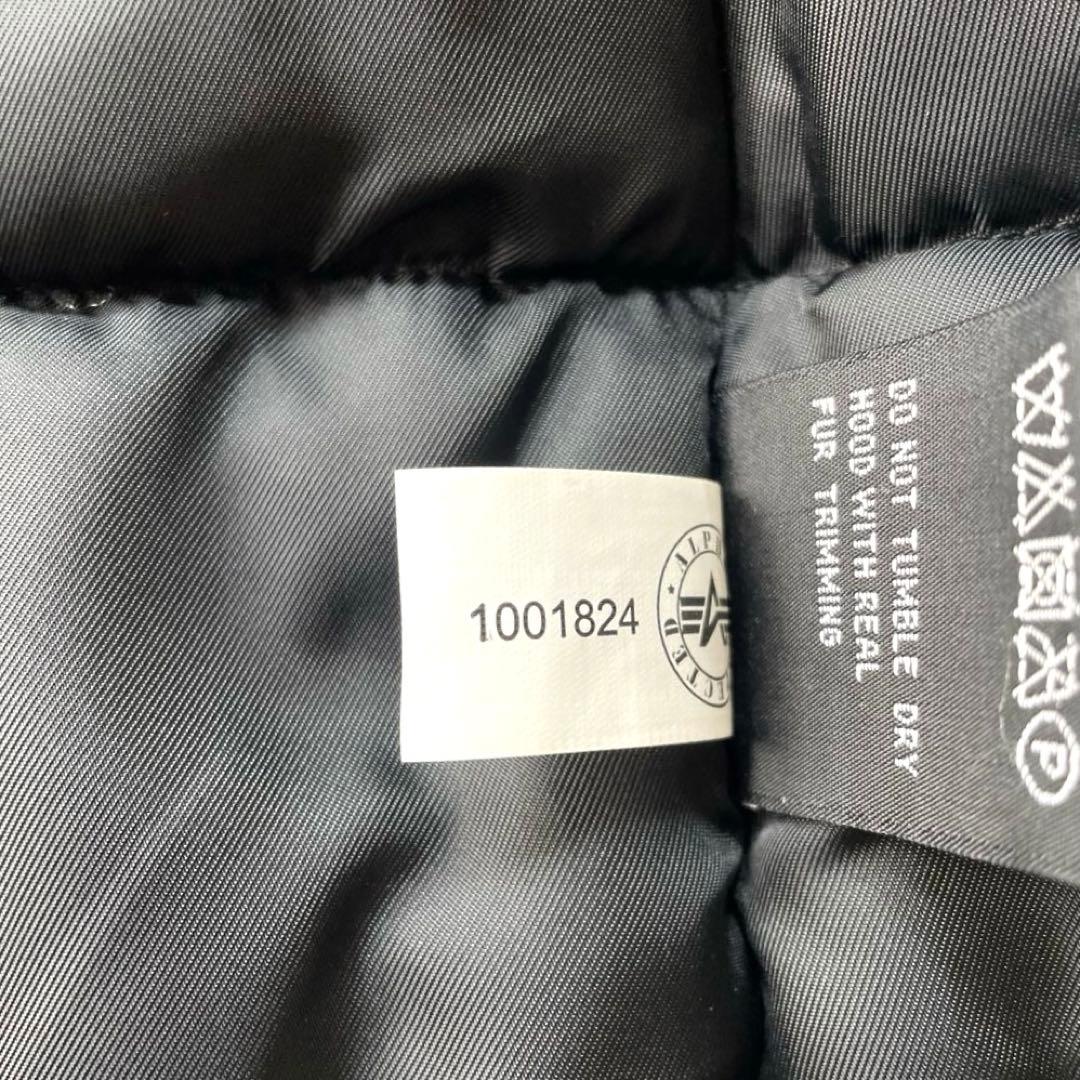 1001824
DO NOT TUMBLE DRY
HOOD WITH REAL
FUR TRIMMING
P